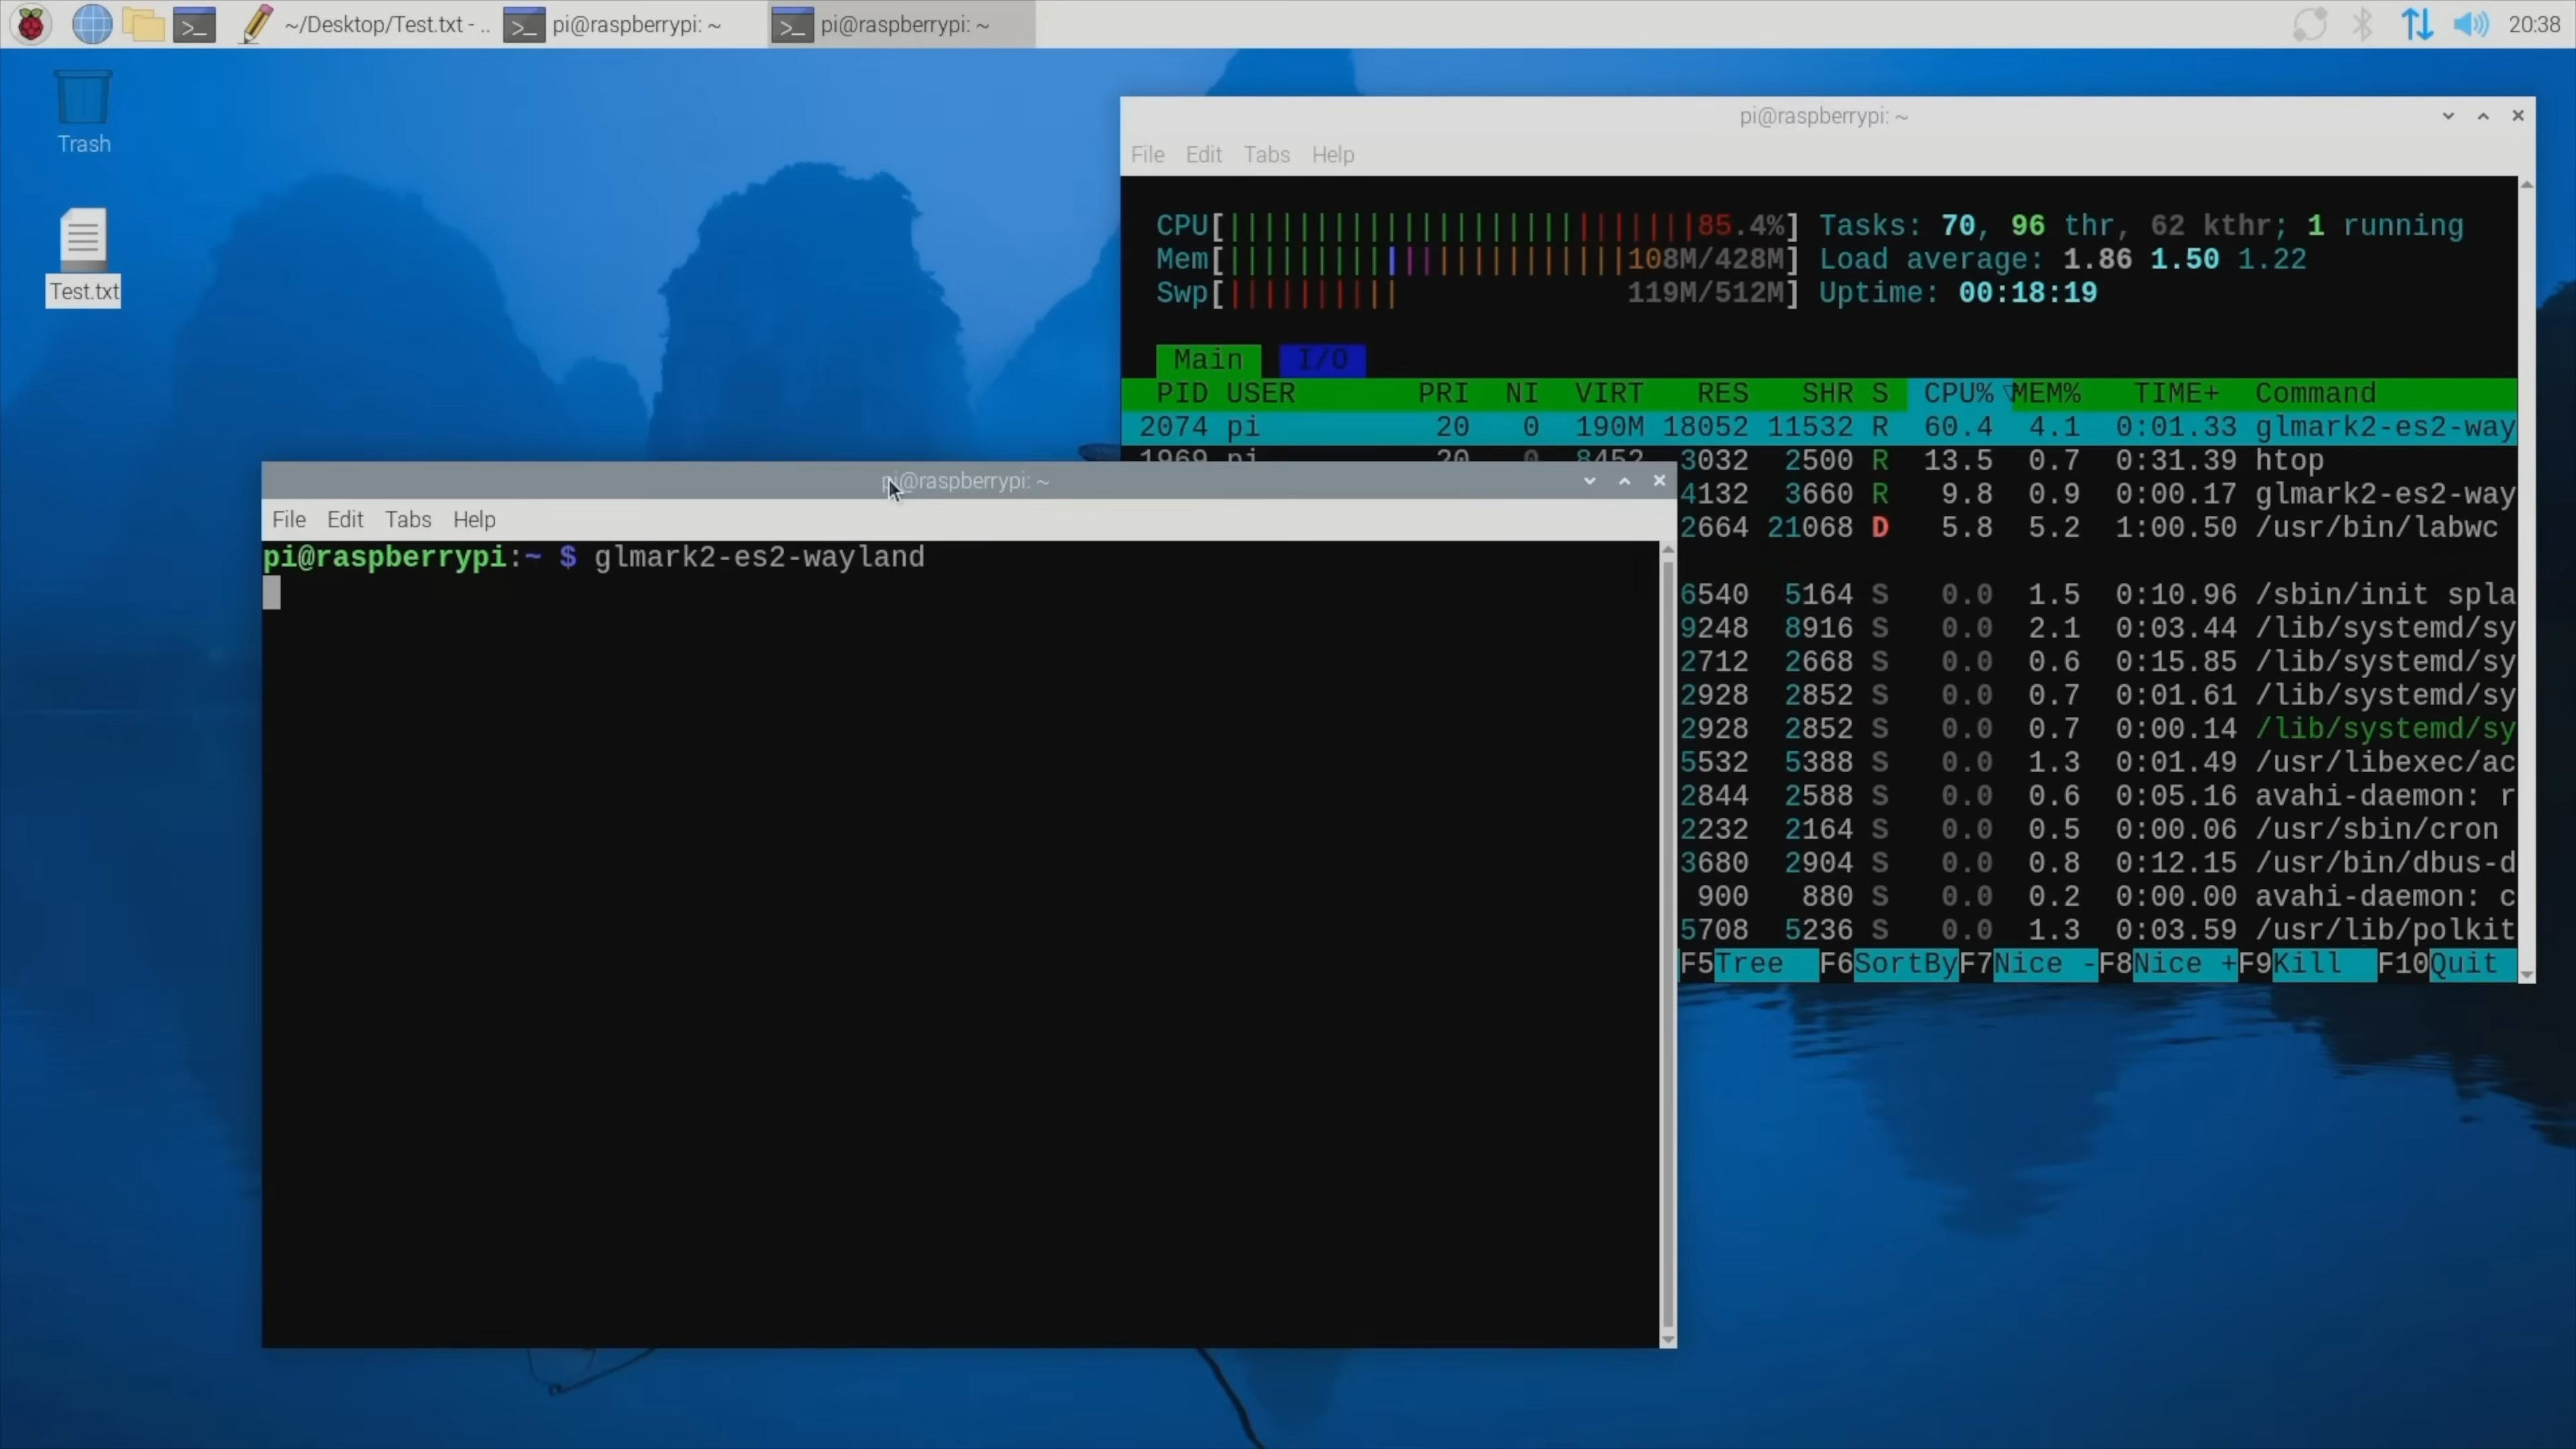 ~/Desktop/Test.txt - ..
pi@raspberrypi: ~
pi@raspberrypi: ~
20:38
Trash
Test.txt
pi@raspberrypi: ~
File Edit Tabs Help
CPU[||||||||||||||||||||||||||| 85.4%] Tasks: 70, 96 thr, 62 kthr; 1 running
Mem[||||||||||||||||||||||| 108M/428M] Load average: 1.86 1.50 1.22
Swp[|||||||||| 119M/512M] Uptime: 00:18:19
Main I/O
PID USER PRI NI VIRT RES SHR S CPU%▽MEM% TIME+ Command
2074 pi 20 0 190M 18052 11532 R 60.4 4.1 0:01.33 glmark2-es2-way
1969 pi 20 0 8452 3032 2500 R 13.5 0.7 0:31.39 htop
4132 3660 R 9.8 0.9 0:00.17 glmark2-es2-way
2664 21068 D 5.8 5.2 1:00.50 /usr/bin/labwc
6540 5164 S 0.0 1.5 0:10.96 /sbin/init spla
9248 8916 S 0.0 2.1 0:03.44 /lib/systemd/sy
2712 2668 S 0.0 0.6 0:15.85 /lib/systemd/sy
2928 2852 S 0.0 0.7 0:01.61 /lib/systemd/sy
2928 2852 S 0.0 0.7 0:00.14 /lib/systemd/sy
5532 5388 S 0.0 1.3 0:01.49 /usr/libexec/ac
2844 2588 S 0.0 0.6 0:05.16 avahi-daemon: r
2232 2164 S 0.0 0.5 0:00.06 /usr/sbin/cron
3680 2904 S 0.0 0.8 0:12.15 /usr/bin/dbus-d
900 880 S 0.0 0.2 0:00.00 avahi-daemon: c
5708 5236 S 0.0 1.3 0:03.59 /usr/lib/polkit
F5Tree F6SortByF7Nice -F8Nice +F9Kill F10Quit
pi@raspberrypi: ~
File Edit Tabs Help
pi@raspberrypi:~ $ glmark2-es2-wayland